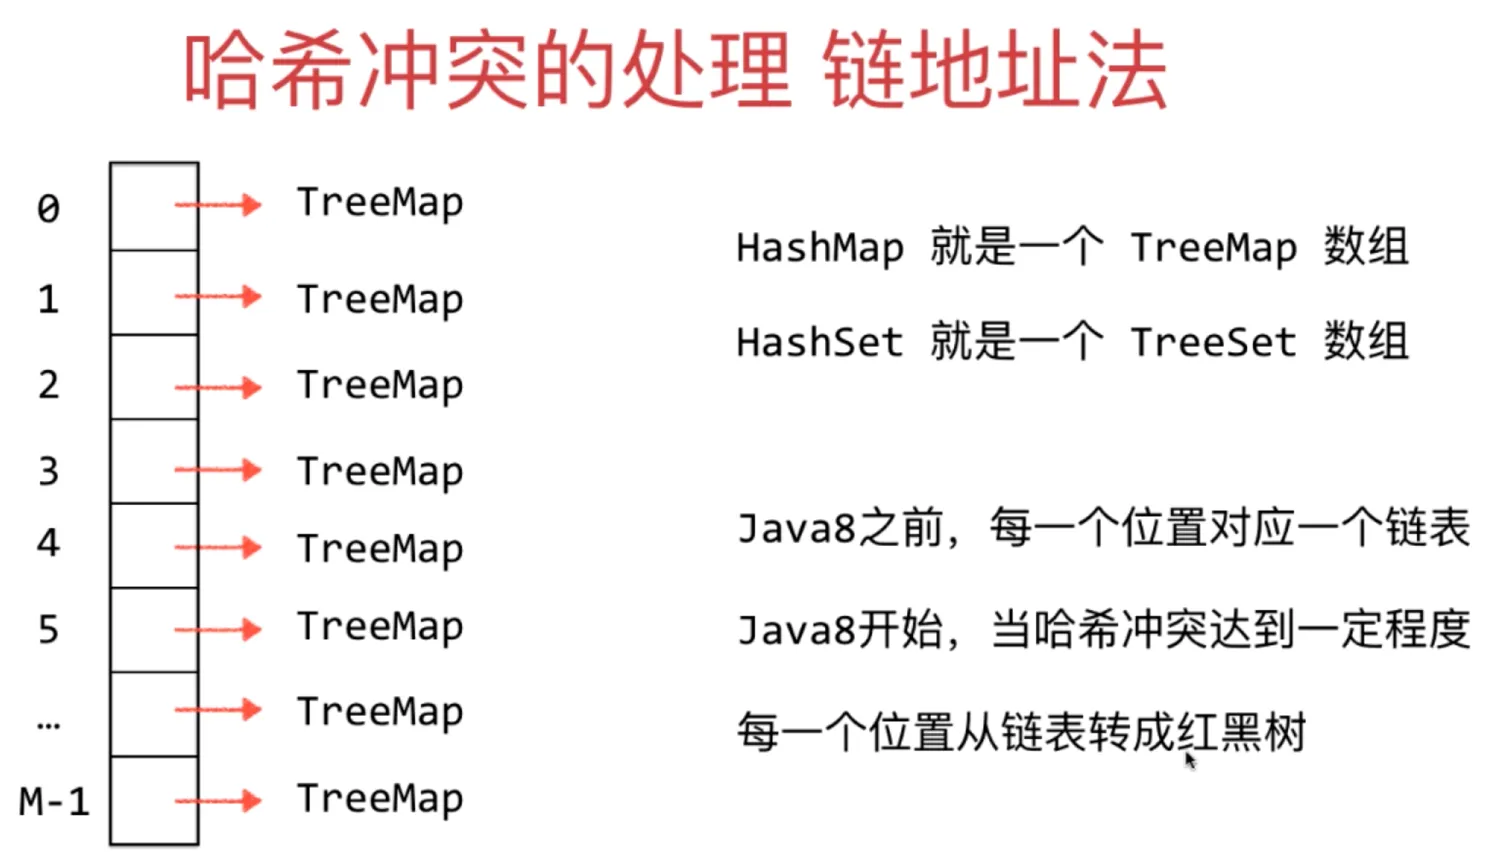 哈希冲突的处理 链地址法
0 TreeMap
1 TreeMap
2 TreeMap
3 TreeMap
4 TreeMap
5 TreeMap
… TreeMap
M-1 TreeMap
HashMap 就是一个 TreeMap 数组
HashSet 就是一个 TreeSet 数组
Java8之前，每一个位置对应一个链表
Java8开始，当哈希冲突达到一定程度
每一个位置从链表转成红黑树